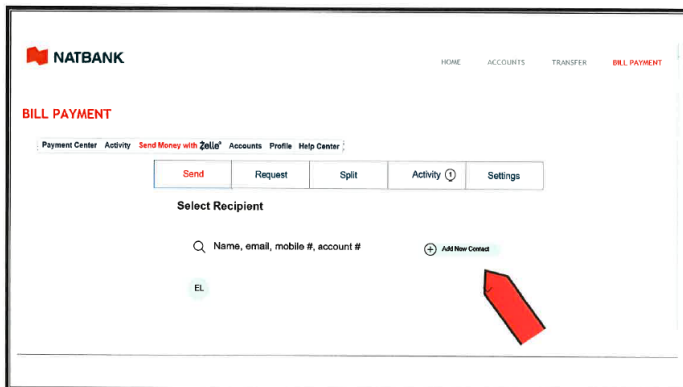 NATBANK
HOME ACCOUNTS TRANSFER BILL PAYMENT
BILL PAYMENT
Payment Center Activity Send Money with Zelle® Accounts Profile Help Center
Send Request Split Activity 1 Settings
Select Recipient
Name, email, mobile #, account # Add New Contact
EL